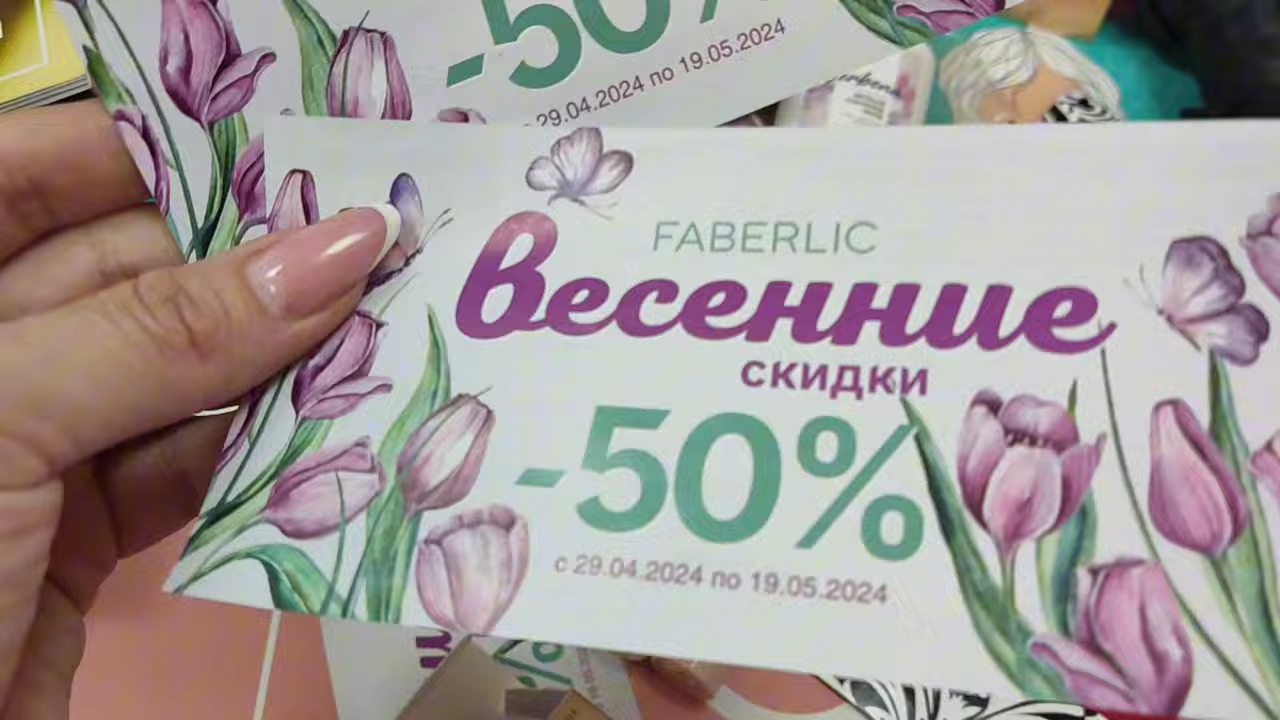 -50%
29.04.2024 по 19.05.2024
FABERLIC
Весенние
скидки
-50%
с 29.04.2024 по 19.05.2024
%